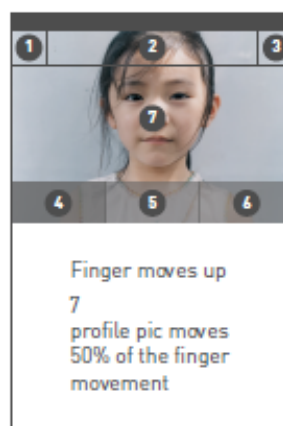 1 2 3
7
4 5 6
Finger moves up
7
profile pic moves
50% of the finger
movement